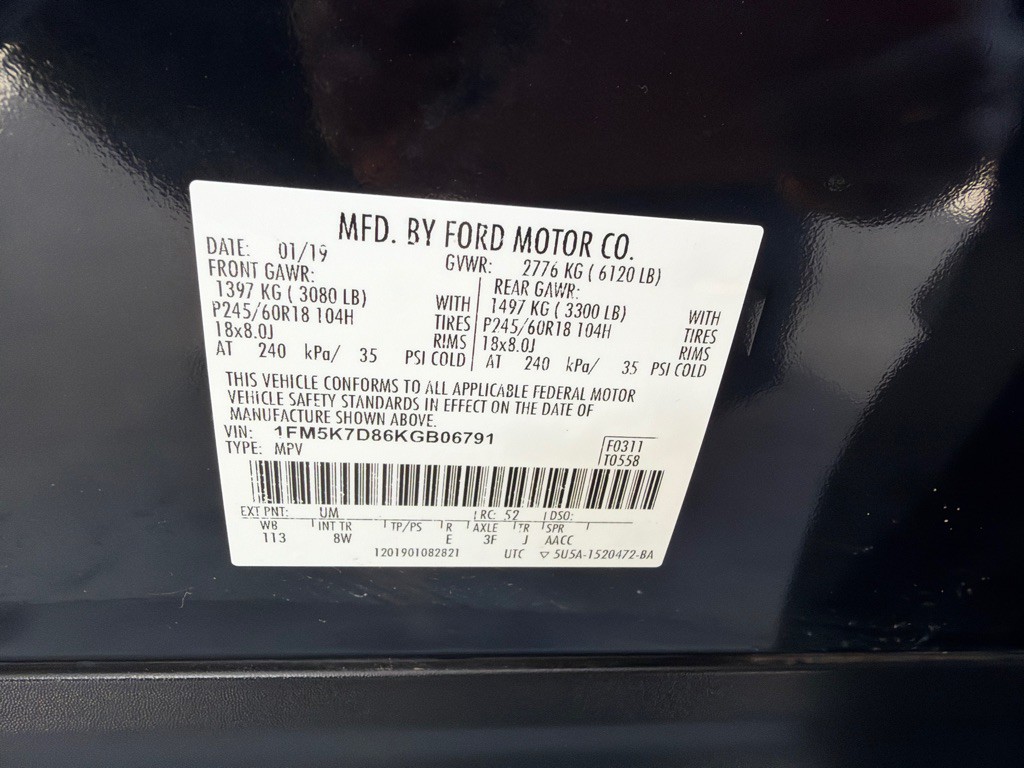 MFD. BY FORD MOTOR CO.
DATE: 01/19 GVWR: 2776 KG ( 6120 LB)
FRONT GAWR: REAR GAWR:
1397 KG ( 3080 LB) WITH 1497 KG ( 3300 LB) WITH
P245/60R18 104H TIRES P245/60R18 104H TIRES
18x8.0J RIMS 18x8.0J RIMS
AT 240 kPa/ 35 PSI COLD AT 240 kPa/ 35 PSI COLD
THIS VEHICLE CONFORMS TO ALL APPLICABLE FEDERAL MOTOR
VEHICLE SAFETY STANDARDS IN EFFECT ON THE DATE OF
MANUFACTURE SHOWN ABOVE.
VIN: 1FM5K7D86KGB06791
TYPE: MPV
F0311
T0558
EXT PNT: UM RC: 52 DSO:
WB INT TR TP/PS R AXLE TR SPR
113 8W E 3F J AACC
1201901082821 UTC ▽ 5U5A-1520472-BA